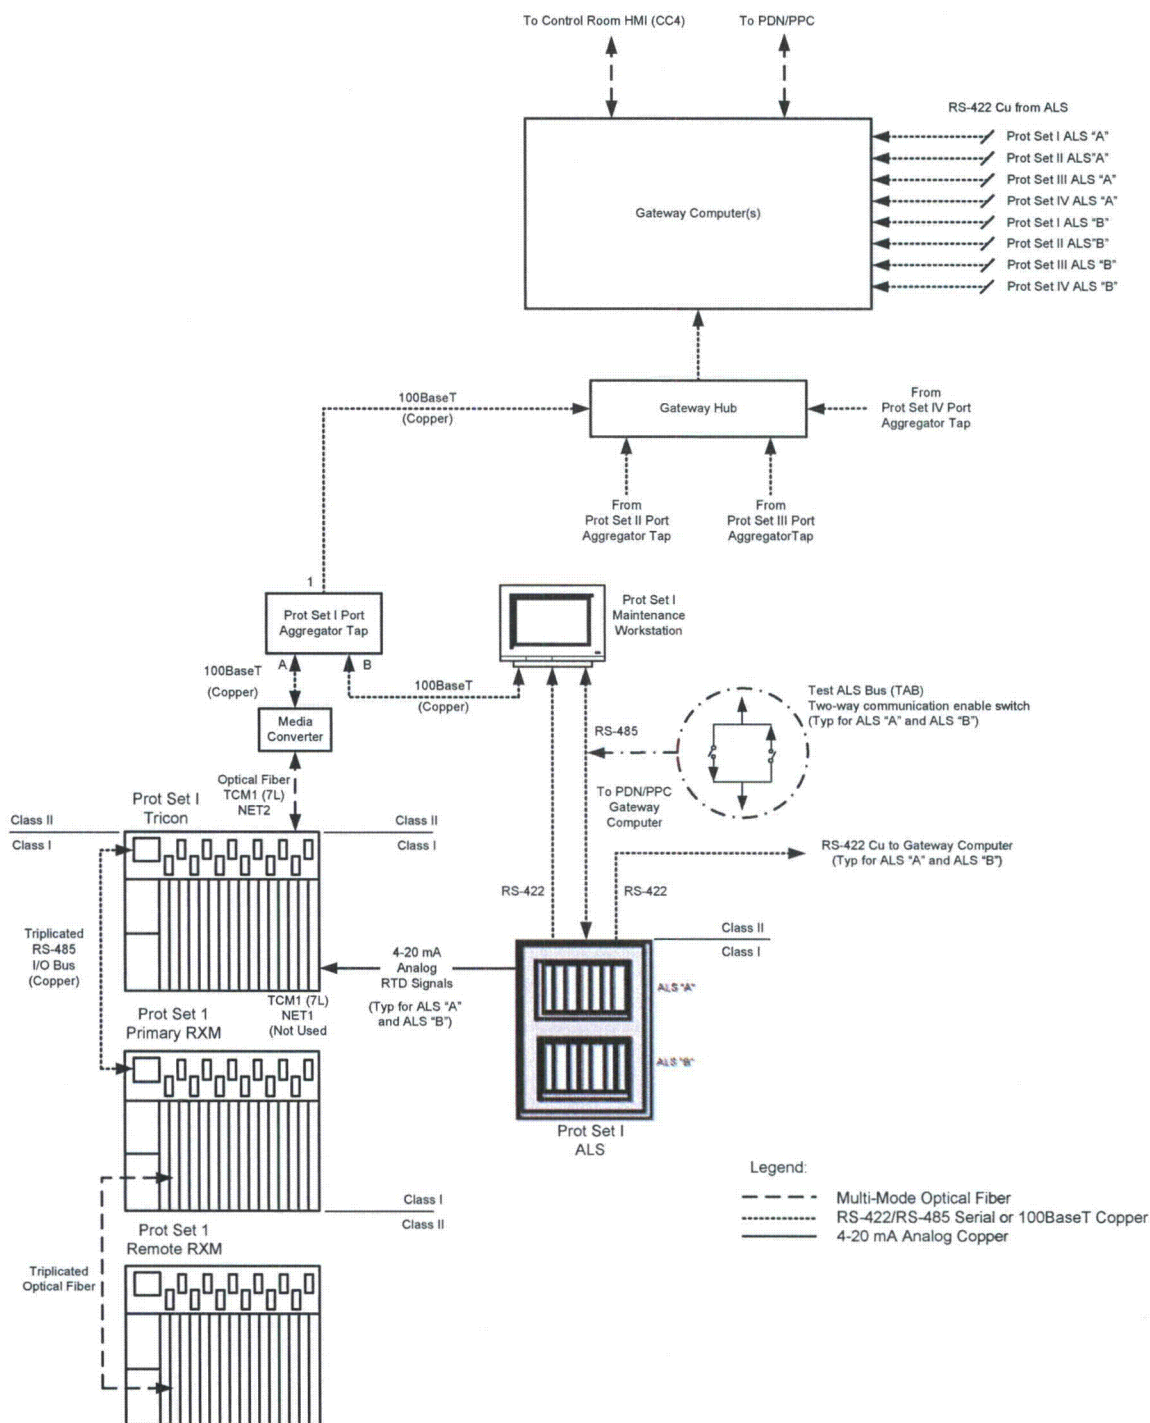 To Control Room HMI (CC4)
To PDN/PPC
RS-422 Cu from ALS
Prot Set I ALS "A"
Prot Set II ALS"A"
Prot Set III ALS "A"
Prot Set IV ALS "A"
Prot Set I ALS "B"
Prot Set II ALS"B"
Prot Set III ALS "B"
Prot Set IV ALS "B"
Gateway Computer(s)
100BaseT
(Copper)
Gateway Hub
From
Prot Set IV Port
Aggregator Tap
From
Prot Set II Port
Aggregator Tap
From
Prot Set III Port
AggregatorTap
1
Prot Set I Port
Aggregator Tap
A
B
Prot Set I
Maintenance
Workstation
100BaseT
(Copper)
100BaseT
(Copper)
Media
Converter
Test ALS Bus (TAB)
Two-way communication enable switch
(Typ for ALS "A" and ALS "B")
RS-485
Optical Fiber
TCM1 (7L)
NET2
To PDN/PPC
Gateway
Computer
Prot Set I
Tricon
Class II
Class I
Class II
Class I
RS-422 Cu to Gateway Computer
(Typ for ALS "A" and ALS "B")
RS-422
RS-422
Triplicated
RS-485
I/O Bus
(Copper)
4-20 mA
Analog
RTD Signals
(Typ for ALS "A"
and ALS "B")
Class II
Class I
ALS "A"
TCM1 (7L)
NET1
(Not Used
Prot Set 1
Primary RXM
ALS "B"
Prot Set I
ALS
Class I
Class II
Prot Set 1
Remote RXM
Triplicated
Optical Fiber
Legend:
Multi-Mode Optical Fiber
RS-422/RS-485 Serial or 100BaseT Copper
4-20 mA Analog Copper